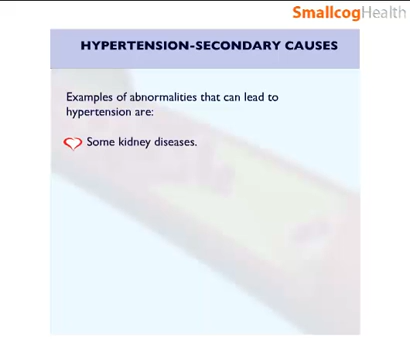 SmallcogHealth
HYPERTENSION-SECONDARY CAUSES
Examples of abnormalities that can lead to
hypertension are:
Some kidney diseases.